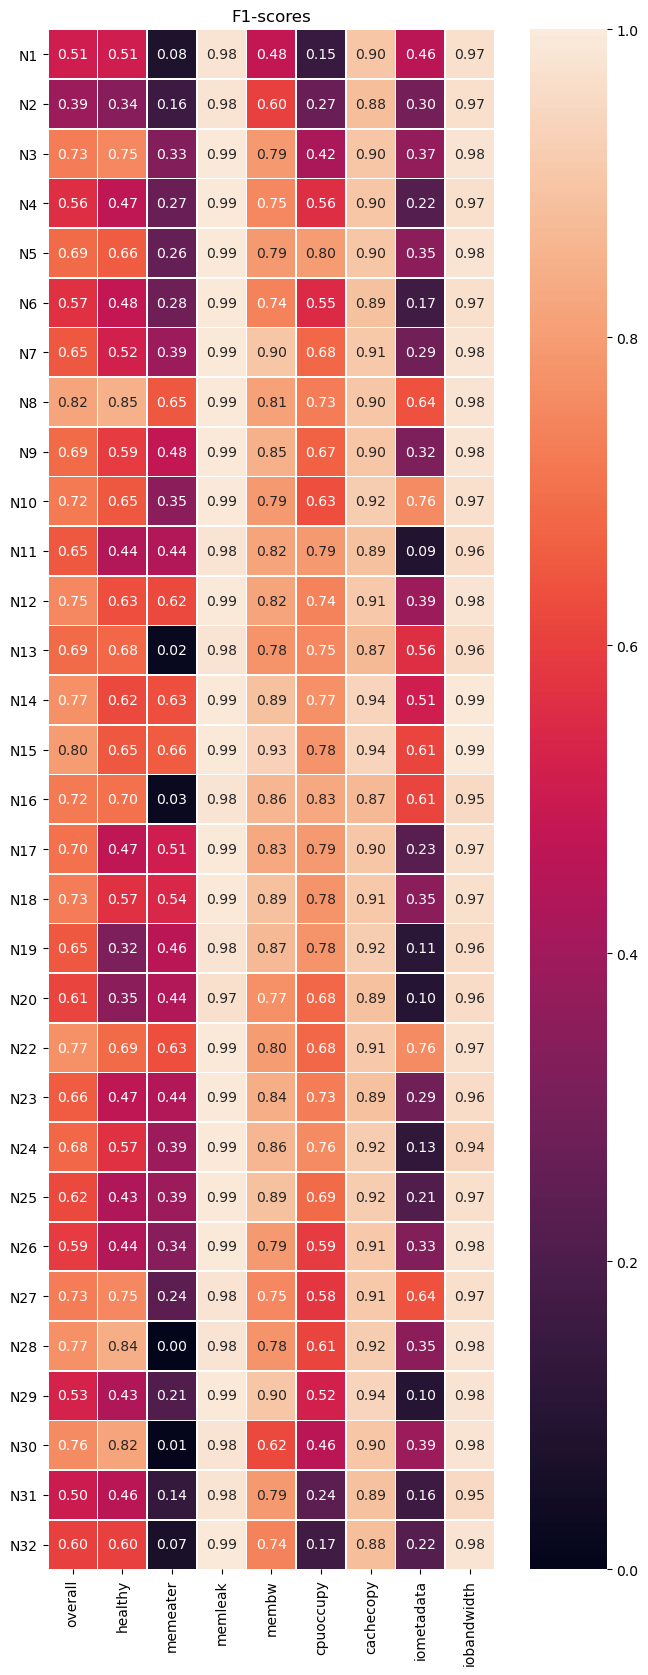 F1-scores
N1 0.51 0.51 0.08 0.98 0.48 0.15 0.90 0.46 0.97
N2 0.39 0.34 0.16 0.98 0.60 0.27 0.88 0.30 0.97
N3 0.73 0.75 0.33 0.99 0.79 0.42 0.90 0.37 0.98
N4 0.56 0.47 0.27 0.99 0.75 0.56 0.90 0.22 0.97
N5 0.69 0.66 0.26 0.99 0.79 0.80 0.90 0.35 0.98
N6 0.57 0.48 0.28 0.99 0.74 0.55 0.89 0.17 0.97
N7 0.65 0.52 0.39 0.99 0.90 0.68 0.91 0.29 0.98
N8 0.82 0.85 0.65 0.99 0.81 0.73 0.90 0.64 0.98
N9 0.69 0.59 0.48 0.99 0.85 0.67 0.90 0.32 0.98
N10 0.72 0.65 0.35 0.99 0.79 0.63 0.92 0.76 0.97
N11 0.65 0.44 0.44 0.98 0.82 0.79 0.89 0.09 0.96
N12 0.75 0.63 0.62 0.99 0.82 0.74 0.91 0.39 0.98
N13 0.69 0.68 0.02 0.98 0.78 0.75 0.87 0.56 0.96
N14 0.77 0.62 0.63 0.99 0.89 0.77 0.94 0.51 0.99
N15 0.80 0.65 0.66 0.99 0.93 0.78 0.94 0.61 0.99
N16 0.72 0.70 0.03 0.98 0.86 0.83 0.87 0.61 0.95
N17 0.70 0.47 0.51 0.99 0.83 0.79 0.90 0.23 0.97
N18 0.73 0.57 0.54 0.99 0.89 0.78 0.91 0.35 0.97
N19 0.65 0.32 0.46 0.98 0.87 0.78 0.92 0.11 0.96
N20 0.61 0.35 0.44 0.97 0.77 0.68 0.89 0.10 0.96
N22 0.77 0.69 0.63 0.99 0.80 0.68 0.91 0.76 0.97
N23 0.66 0.47 0.44 0.99 0.84 0.73 0.89 0.29 0.96
N24 0.68 0.57 0.39 0.99 0.86 0.76 0.92 0.13 0.94
N25 0.62 0.43 0.39 0.99 0.89 0.69 0.92 0.21 0.97
N26 0.59 0.44 0.34 0.99 0.79 0.59 0.91 0.33 0.98
N27 0.73 0.75 0.24 0.98 0.75 0.58 0.91 0.64 0.97
N28 0.77 0.84 0.00 0.98 0.78 0.61 0.92 0.35 0.98
N29 0.53 0.43 0.21 0.99 0.90 0.52 0.94 0.10 0.98
N30 0.76 0.82 0.01 0.98 0.62 0.46 0.90 0.39 0.98
N31 0.50 0.46 0.14 0.98 0.79 0.24 0.89 0.16 0.95
N32 0.60 0.60 0.07 0.99 0.74 0.17 0.88 0.22 0.98
overall healthy memeater memleak membw cpuoccupy cachecopy iometadata iobandwidth
1.0
0.8
0.6
0.4
0.2
0.0